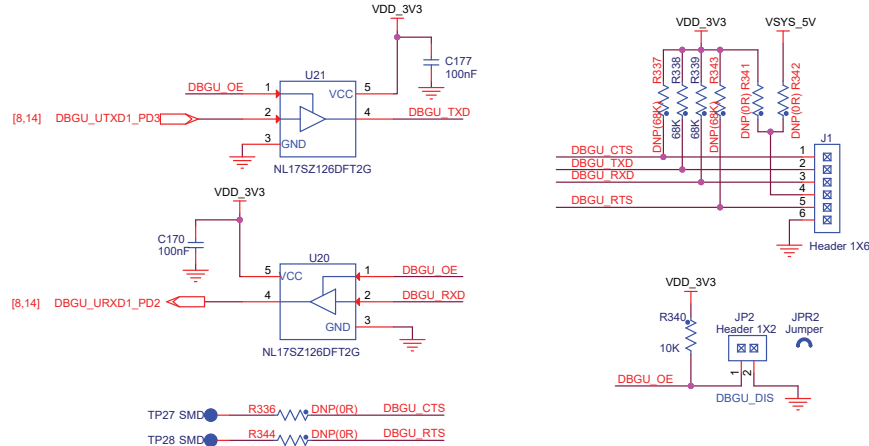 VDD_3V3
C177
100nF
U21
DBGU_OE
1
5
VCC
[8,14]
DBGU_UTXD1_PD3
2
4
DBGU_TXD
3
GND
NL17SZ126DFT2G
VDD_3V3
C170
100nF
U20
5
VCC
1
DBGU_OE
[8,14]
DBGU_URXD1_PD2
4
2
DBGU_RXD
GND
3
NL17SZ126DFT2G
TP27 SMD
R336
DNP(0R)
DBGU_CTS
TP28 SMD
R344
DNP(0R)
DBGU_RTS
VDD_3V3
VSYS_5V
R337
R338
R339
R343
R341
R342
DNP(68K)
68K
68K
DNP(68K)
DNP(0R)
DNP(0R)
J1
DBGU_CTS
1
DBGU_TXD
2
DBGU_RXD
3
4
DBGU_RTS
5
6
Header 1X6
VDD_3V3
R340
10K
JP2
Header 1X2
JPR2
Jumper
DBGU_OE
1
2
DBGU_DIS